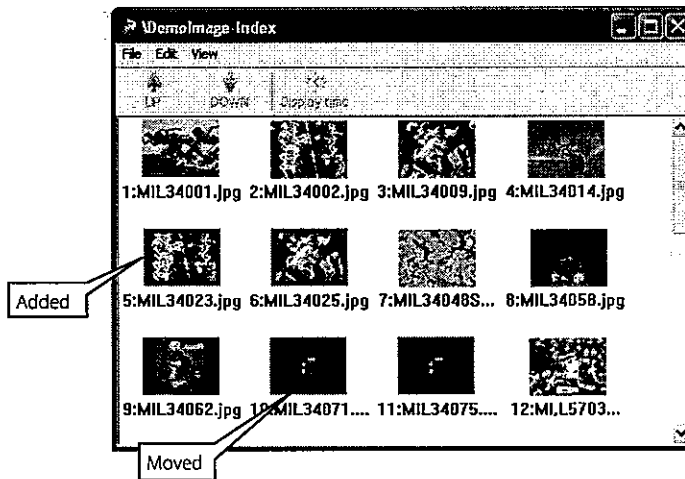 \DemoImage-Index
File Edit View
UP DOWN Display time
1:MIL34001.jpg 2:MIL34002.jpg 3:MIL34009.jpg 4:MIL34014.jpg
Added
5:MIL34023.jpg 6:MIL34025.jpg 7:MIL34048S... 8:MIL34058.jpg
9:MIL34062.jpg 10:MIL34071.... 11:MIL34075.... 12:MI,L5703...
Moved